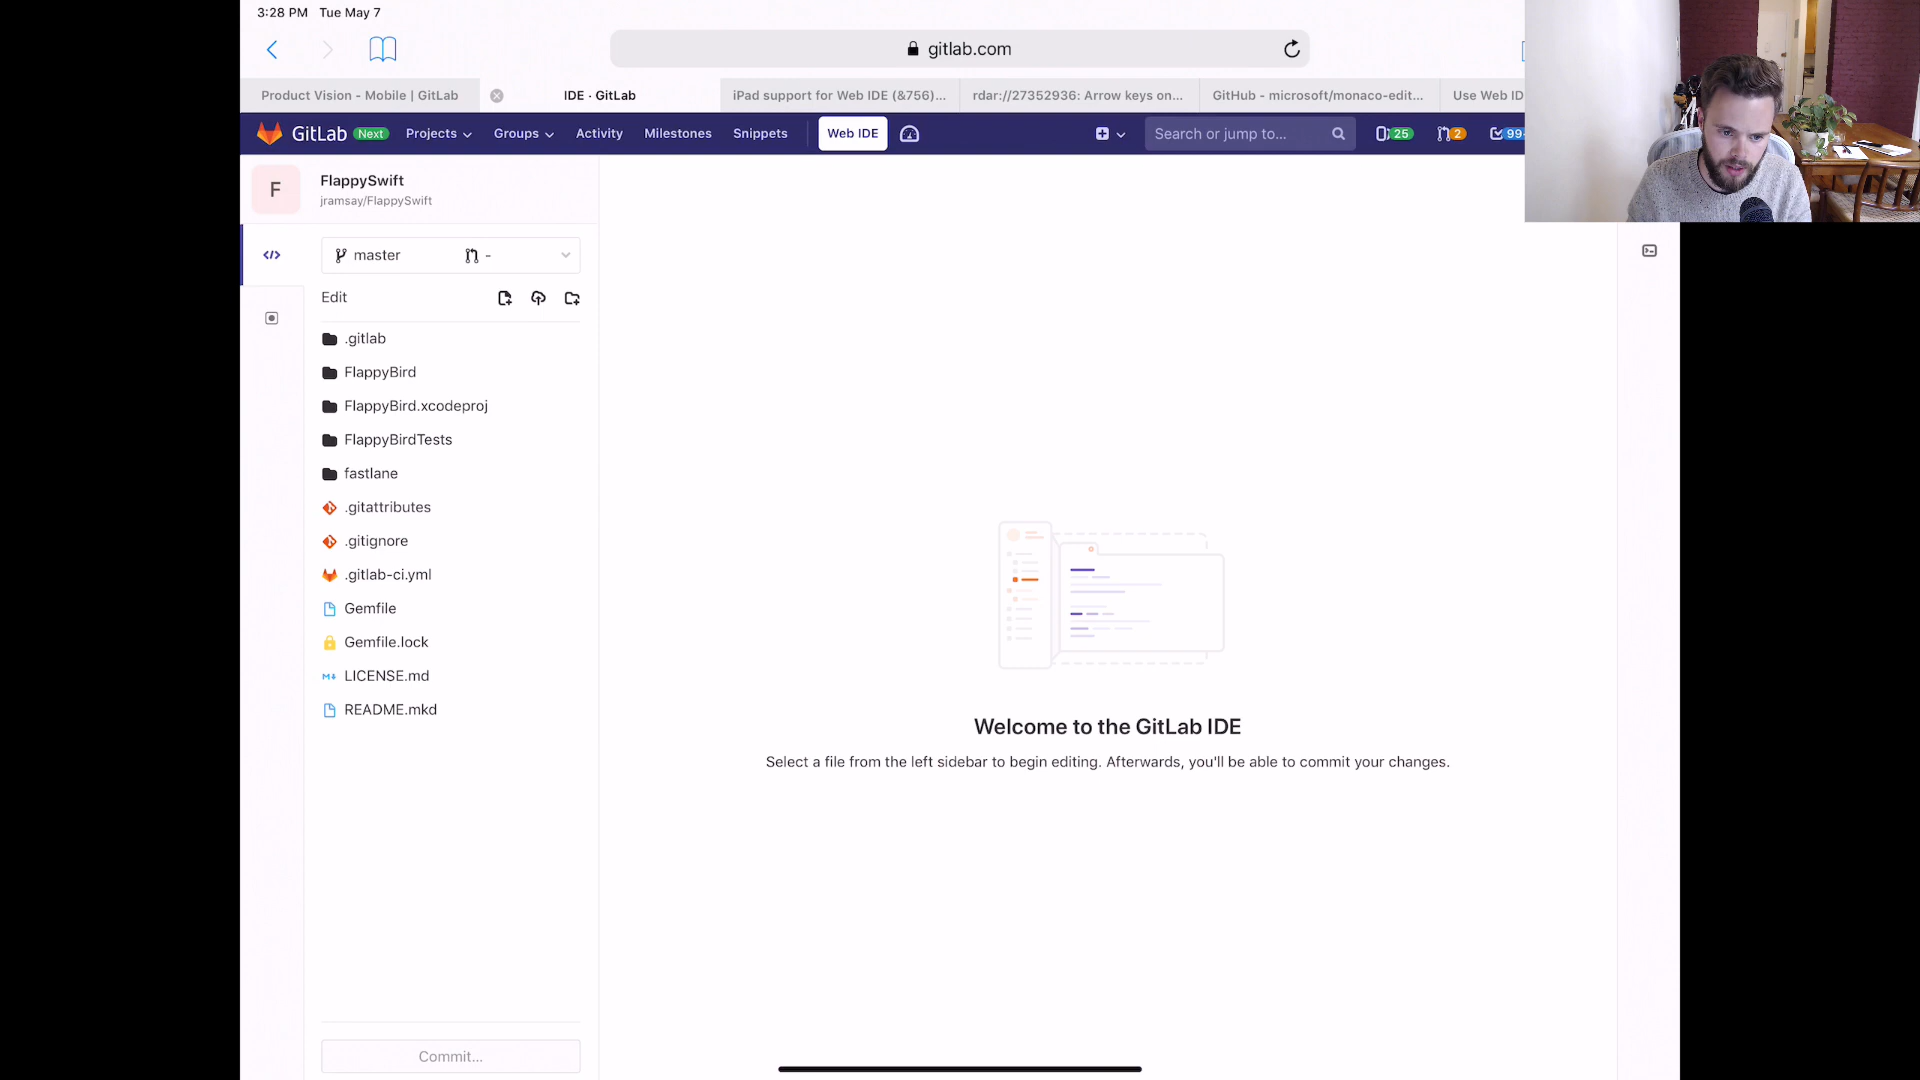 3:28 PM Tue May 7
gitlab.com
Product Vision - Mobile | GitLab
IDE · GitLab
iPad support for Web IDE (&756)...
rdar://27352936: Arrow keys on...
GitHub - microsoft/monaco-edit...
Use Web ID
GitLab Next Projects Groups Activity Milestones Snippets Web IDE Search or jump to... 25 2 99
F
FlappySwift
jramsay/FlappySwift
master -
Edit
.gitlab
FlappyBird
FlappyBird.xcodeproj
FlappyBirdTests
fastlane
.gitattributes
.gitignore
.gitlab-ci.yml
Gemfile
Gemfile.lock
LICENSE.md
README.mkd
Welcome to the GitLab IDE
Select a file from the left sidebar to begin editing. Afterwards, you'll be able to commit your changes.
Commit...